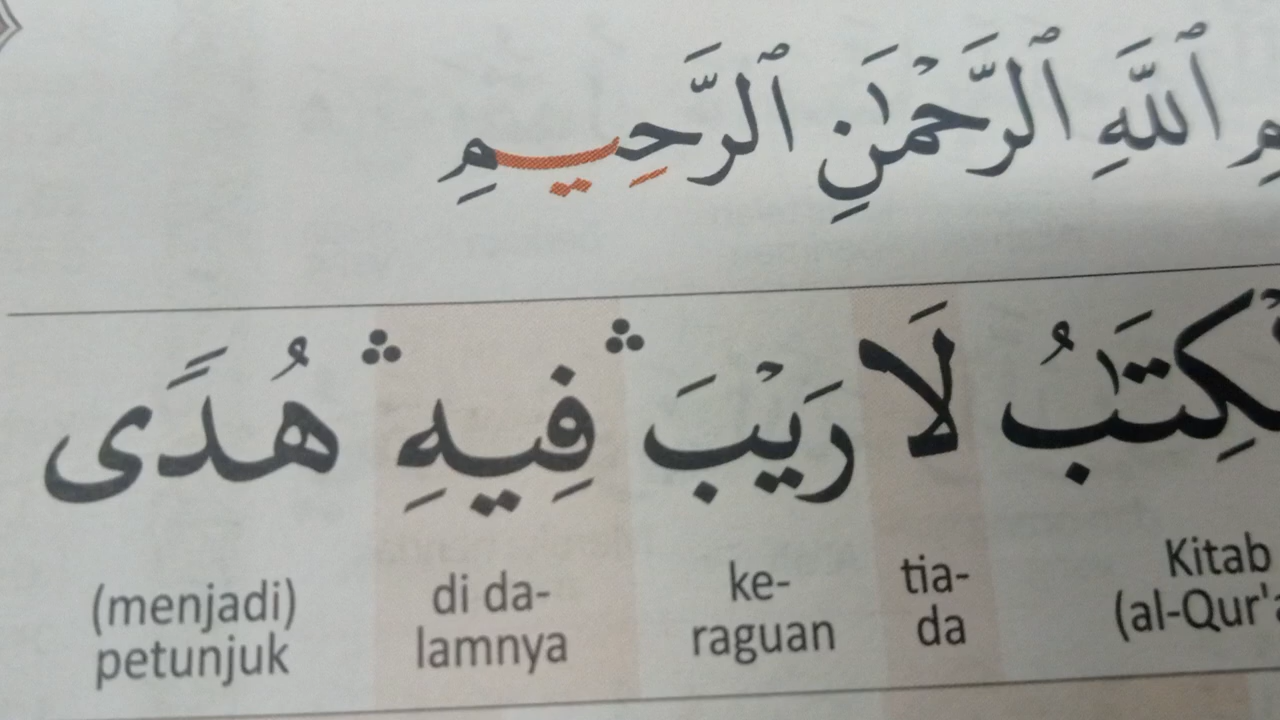 ٱللَّهِ ٱلرَّحْمَٰنِ ٱلرَّحِيمِ
لَا رَيْبَ ۛ فِيهِ ۛ هُدًى
(menjadi) petunjuk
di da-lamnya
ke-raguan
tia-da
Kitab